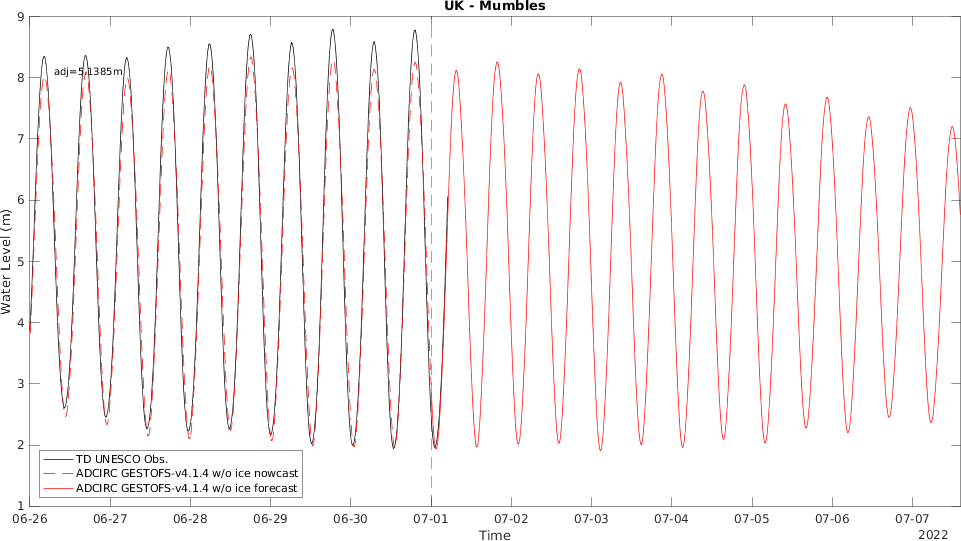 UK - Mumbles
9
8
7
6
5
4
3
2
1
Water Level (m)
adj=5.1385m
TD UNESCO Obs.
ADCIRC GESTOFS-v4.1.4 w/o ice nowcast
ADCIRC GESTOFS-v4.1.4 w/o ice forecast
06-26 06-27 06-28 06-29 06-30 07-01 07-02 07-03 07-04 07-05 07-06 07-07
Time
2022